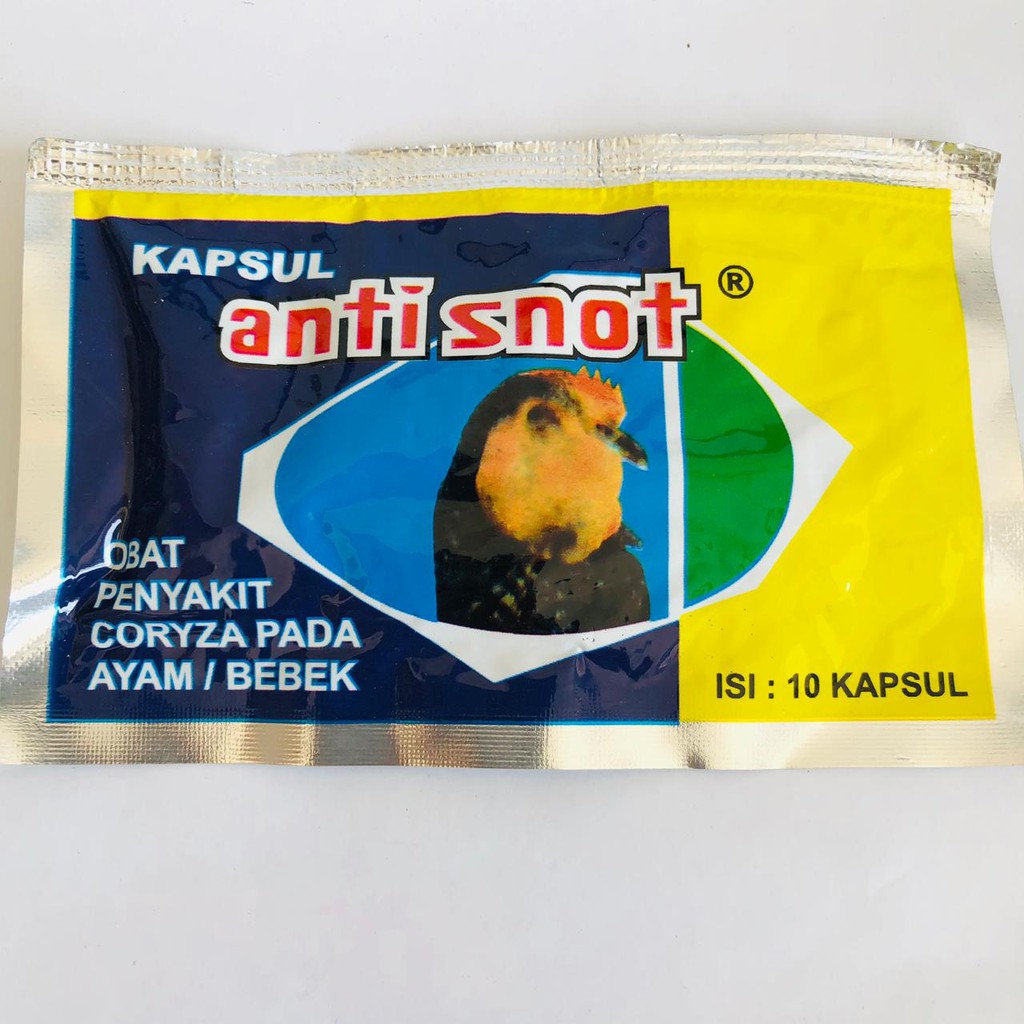 KAPSUL
anti snot ®
OBAT
PENYAKIT
CORYZA PADA
AYAM / BEBEK
ISI : 10 KAPSUL